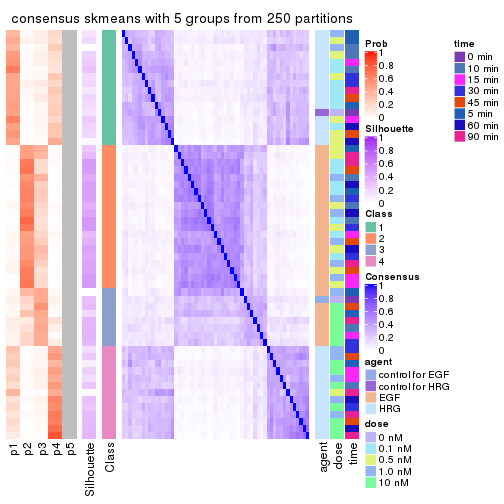 consensus skmeans with 5 groups from 250 partitions
Prob
1
0.8
0.6
0.4
0.2
0
Silhouette
1
0.8
0.6
0.4
0.2
0
Class
1
2
3
4
Consensus
1
0.8
0.6
0.4
0.2
0
agent
control for EGF
control for HRG
EGF
HRG
dose
0 nM
0.1 nM
0.5 nM
1.0 nM
10 nM
time
0 min
10 min
15 min
30 min
45 min
5 min
60 min
90 min
p1
p2
p3
p4
p5
Silhouette
Class
agent
dose
time